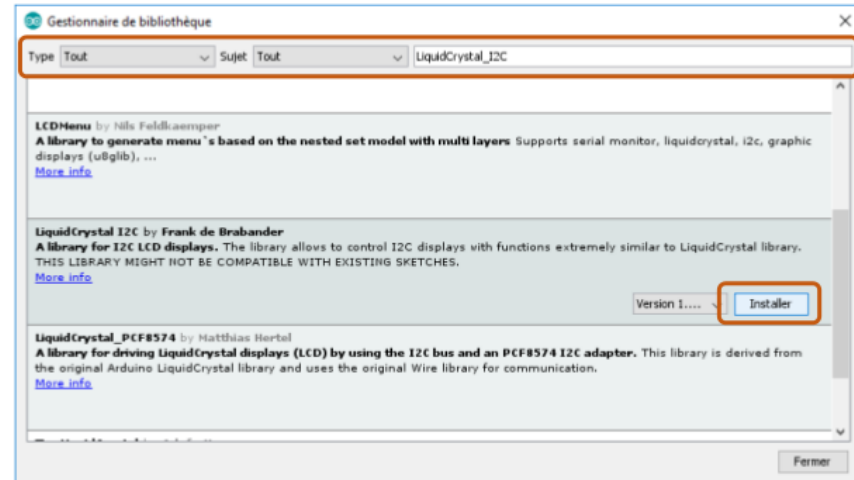 Gestionnaire de bibliothèque
Type Tout Sujet Tout LiquidCrystal_I2C
LCDMenu by Nils Feldkaemper
A library to generate menu`s based on the nested set model with multi layers Supports serial monitor, liquidcrystal, i2c, graphic
displays (u8glib), ...
More info
LiquidCrystal I2C by Frank de Brabander
A library for I2C LCD displays. The library allows to control I2C displays with functions extremely similar to LiquidCrystal library.
THIS LIBRARY MIGHT NOT BE COMPATIBLE WITH EXISTING SKETCHES.
More info
Version 1.... Installer
LiquidCrystal_PCF8574 by Matthias Hertel
A library for driving LiquidCrystal displays (LCD) by using the I2C bus and an PCF8574 I2C adapter. This library is derived from
the original Arduino LiquidCrystal library and uses the original Wire library for communication.
More info
Fermer